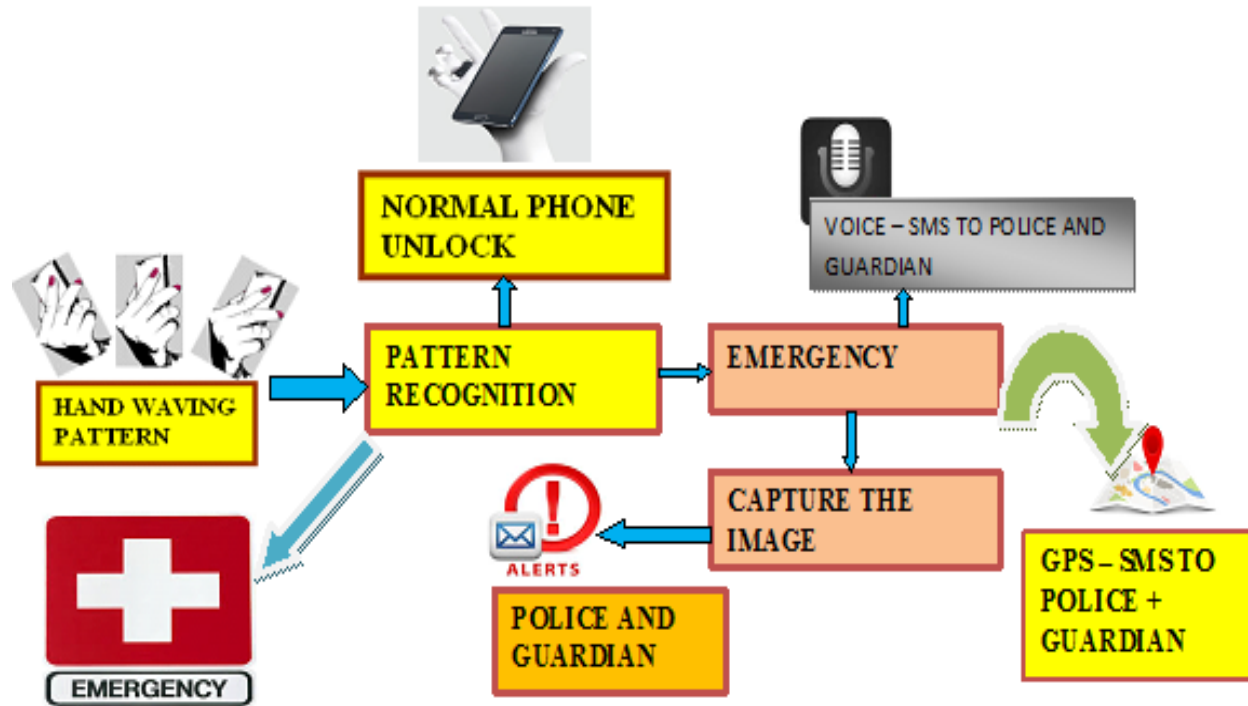 NORMAL PHONE
UNLOCK
VOICE – SMS TO POLICE AND
GUARDIAN
HAND WAVING
PATTERN
PATTERN
RECOGNITION
EMERGENCY
CAPTURE THE
IMAGE
ALERTS
POLICE AND
GUARDIAN
GPS – SMS TO
POLICE +
GUARDIAN
EMERGENCY